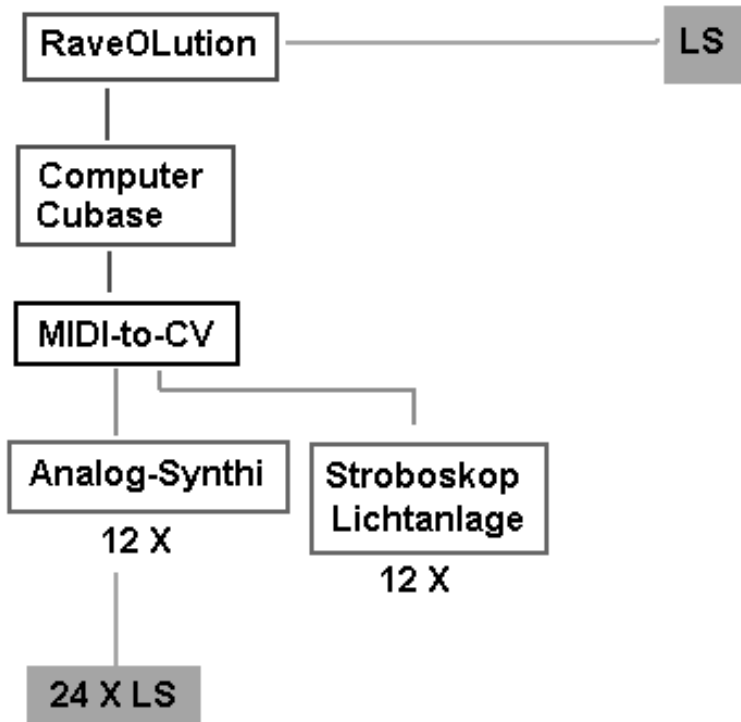 RaveOLution
LS
Computer
Cubase
MIDI-to-CV
Analog-Synthi
Stroboskop
Lichtanlage
12 X
12 X
24 X LS